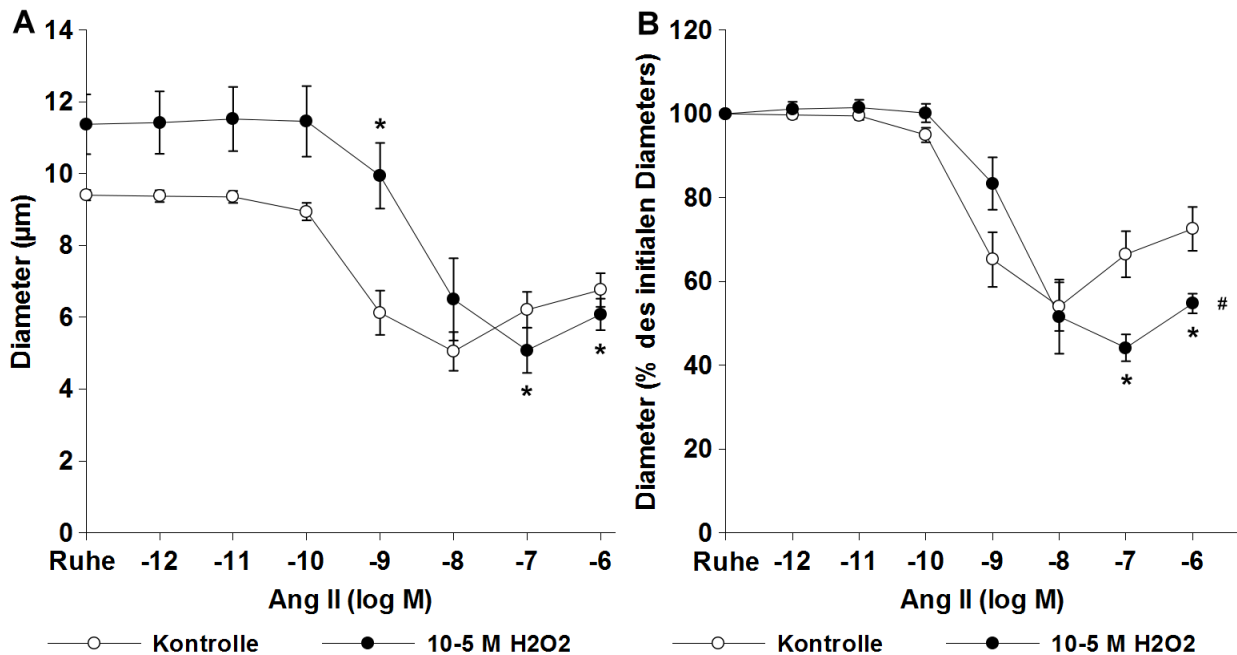 A
Diameter (µm)
14
12
10
8
6
4
2
0
*
*
*
Ruhe -12 -11 -10 -9 -8 -7 -6
Ang II (log M)
Kontrolle 10-5 M H2O2
B
Diameter (% des initialen Diameters)
120
100
80
60
40
20
0
#
*
*
Ruhe -12 -11 -10 -9 -8 -7 -6
Ang II (log M)
Kontrolle 10-5 M H2O2